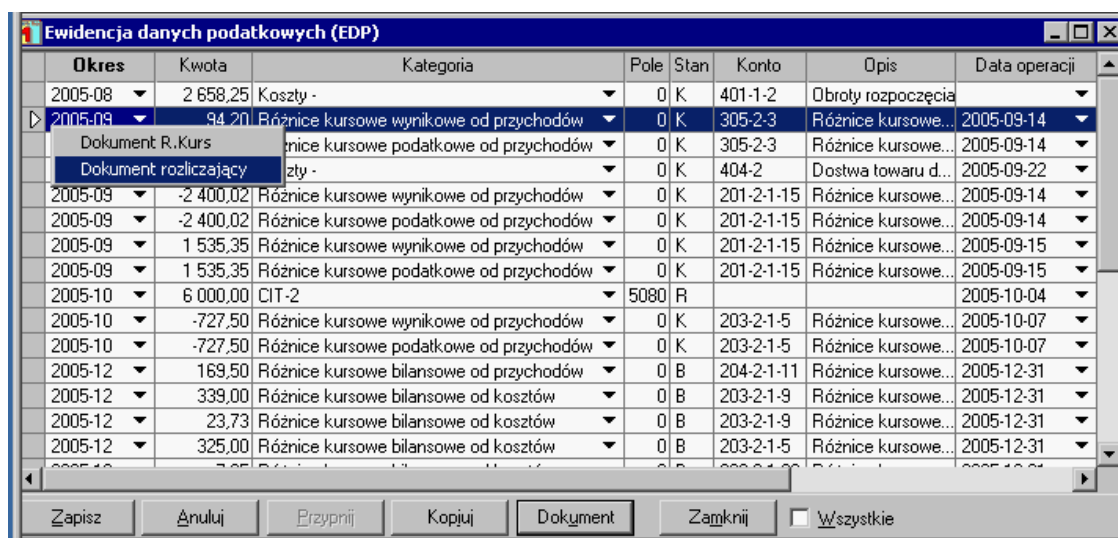 Ewidencja danych podatkowych (EDP)
Okres Kwota Kategoria Pole Stan Konto Opis Data operacji
2005-08 2 658,25 Koszty - 0 K 401-1-2 Obroty rozpoczęcia
2005-09 94,20 Różnice kursowe wynikowe od przychodów 0 K 305-2-3 Różnice kursowe... 2005-09-14
Dokument R.Kurs nice kursowe podatkowe od przychodów 0 K 305-2-3 Różnice kursowe... 2005-09-14
Dokument rozliczający zty - 0 K 404-2 Dostwa towaru d... 2005-09-22
2005-09 -2 400,02 Różnice kursowe wynikowe od przychodów 0 K 201-2-1-15 Różnice kursowe... 2005-09-14
2005-09 -2 400,02 Różnice kursowe podatkowe od przychodów 0 K 201-2-1-15 Różnice kursowe... 2005-09-14
2005-09 1 535,35 Różnice kursowe wynikowe od przychodów 0 K 201-2-1-15 Różnice kursowe... 2005-09-15
2005-09 1 535,35 Różnice kursowe podatkowe od przychodów 0 K 201-2-1-15 Różnice kursowe... 2005-09-15
2005-10 6 000,00 CIT-2 5080 R 2005-10-04
2005-10 -727,50 Różnice kursowe wynikowe od przychodów 0 K 203-2-1-5 Różnice kursowe... 2005-10-07
2005-10 -727,50 Różnice kursowe podatkowe od przychodów 0 K 203-2-1-5 Różnice kursowe... 2005-10-07
2005-12 169,50 Różnice kursowe bilansowe od przychodów 0 B 204-2-1-11 Różnice kursowe... 2005-12-31
2005-12 339,00 Różnice kursowe bilansowe od kosztów 0 B 203-2-1-9 Różnice kursowe... 2005-12-31
2005-12 23,73 Różnice kursowe bilansowe od kosztów 0 B 203-2-1-9 Różnice kursowe... 2005-12-31
2005-12 325,00 Różnice kursowe bilansowe od kosztów 0 B 203-2-1-5 Różnice kursowe... 2005-12-31
Zapisz Anuluj Przypnij Kopiuj Dokument Zamknij Wszystkie